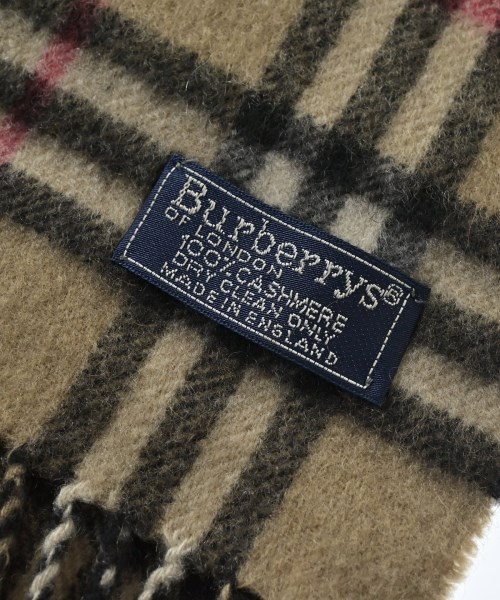 Burberrys®
OF LONDON
100% CASHMERE
DRY CLEAN ONLY
MADE IN ENGLAND